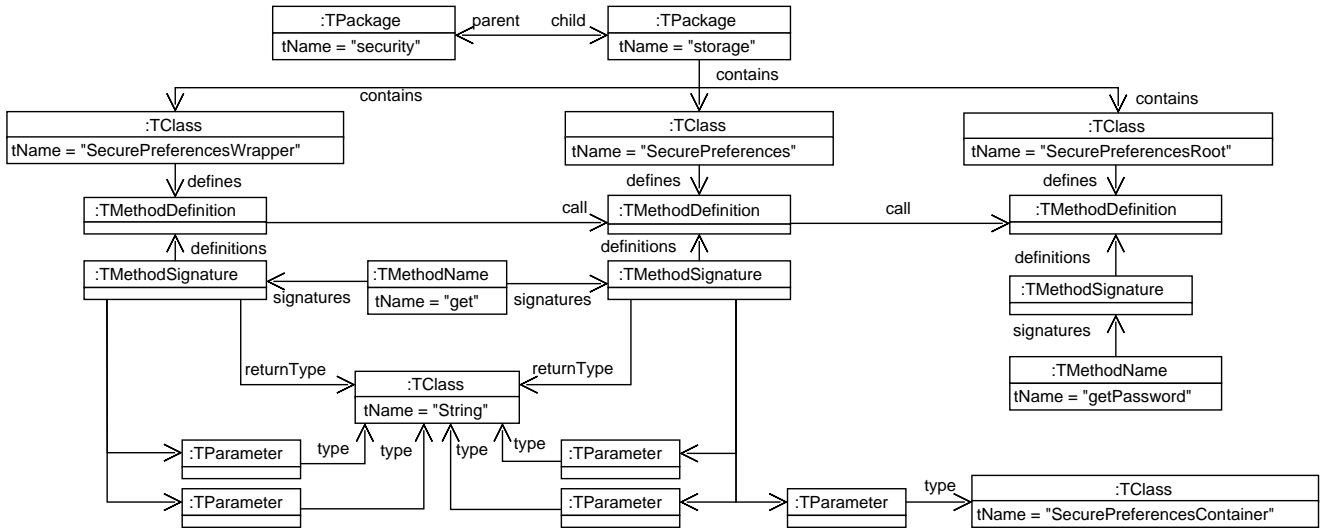 :TPackage
tName = "security"
parent
child
:TPackage
tName = "storage"
contains
contains
contains
:TClass
tName = "SecurePreferencesWrapper"
:TClass
tName = "SecurePreferences"
:TClass
tName = "SecurePreferencesRoot"
defines
defines
defines
:TMethodDefinition
call
:TMethodDefinition
call
:TMethodDefinition
definitions
definitions
definitions
:TMethodSignature
signatures
:TMethodName
tName = "get"
signatures
:TMethodSignature
:TMethodSignature
signatures
returnType
returnType
:TClass
tName = "String"
:TMethodName
tName = "getPassword"
:TParameter
type
type
type
type
:TParameter
:TParameter
:TParameter
:TParameter
type
:TClass
tName = "SecurePreferencesContainer"